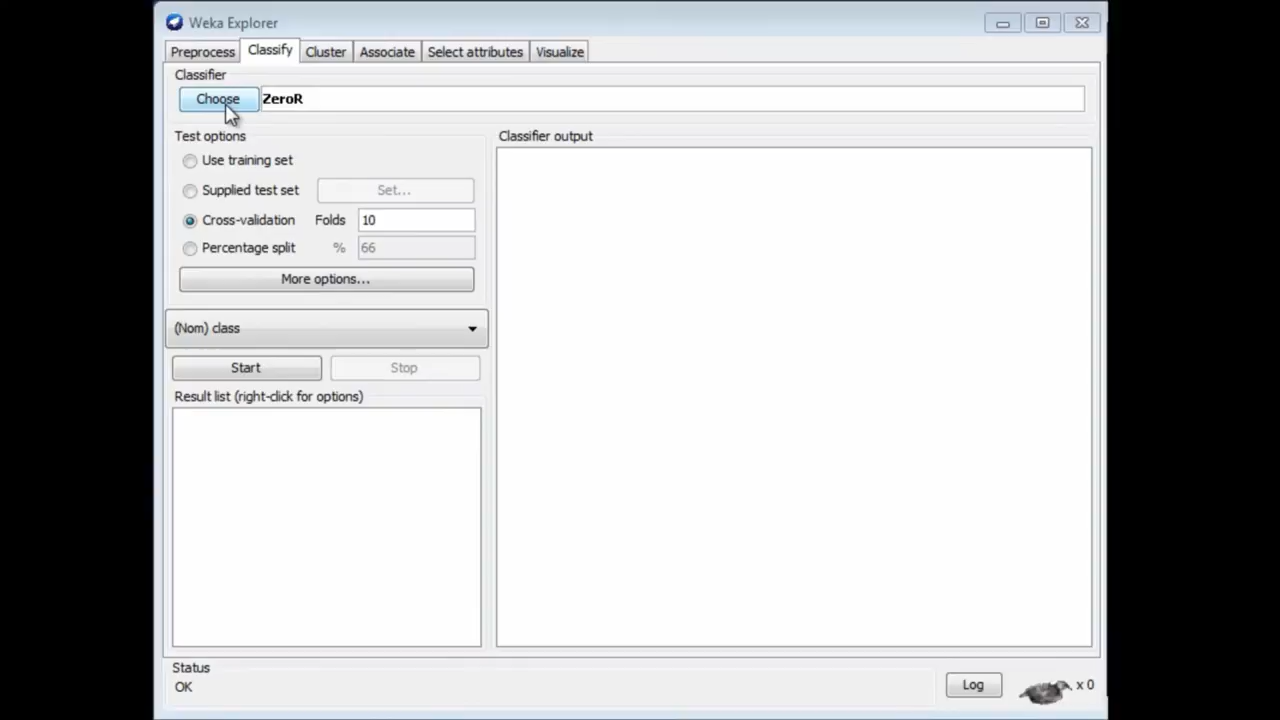 Weka Explorer
Preprocess Classify Cluster Associate Select attributes Visualize
Classifier
Choose ZeroR
Test options
Use training set
Supplied test set Set...
Cross-validation Folds 10
Percentage split % 66
More options...
(Nom) class
Start Stop
Result list (right-click for options)
Classifier output
Status
OK
Log x 0